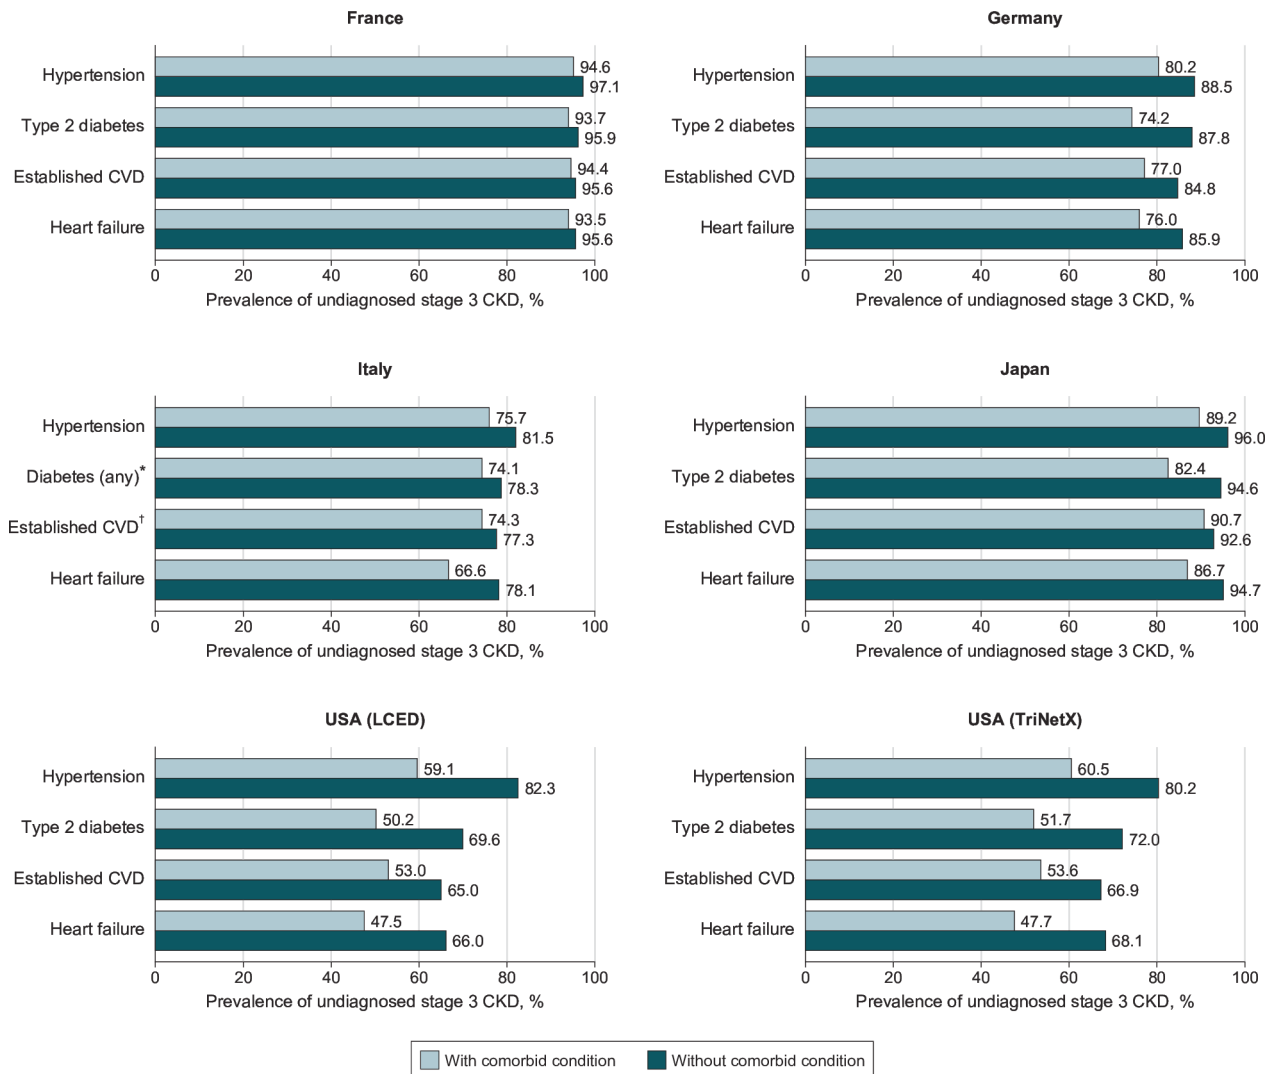 France
Hypertension 94.6
97.1
Type 2 diabetes 93.7
95.9
Established CVD 94.4
95.6
Heart failure 93.5
95.6
0 20 40 60 80 100
Prevalence of undiagnosed stage 3 CKD, %
Germany
Hypertension 80.2
88.5
Type 2 diabetes 74.2
87.8
Established CVD 77.0
84.8
Heart failure 76.0
85.9
0 20 40 60 80 100
Prevalence of undiagnosed stage 3 CKD, %
Italy
Hypertension 75.7
81.5
Diabetes (any)* 74.1
78.3
Established CVD† 74.3
77.3
Heart failure 66.6
78.1
0 20 40 60 80 100
Prevalence of undiagnosed stage 3 CKD, %
Japan
Hypertension 89.2
96.0
Type 2 diabetes 82.4
94.6
Established CVD 90.7
92.6
Heart failure 86.7
94.7
0 20 40 60 80 100
Prevalence of undiagnosed stage 3 CKD, %
USA (LCED)
Hypertension 59.1
82.3
Type 2 diabetes 50.2
69.6
Established CVD 53.0
65.0
Heart failure 47.5
66.0
0 20 40 60 80 100
Prevalence of undiagnosed stage 3 CKD, %
USA (TriNetX)
Hypertension 60.5
80.2
Type 2 diabetes 51.7
72.0
Established CVD 53.6
66.9
Heart failure 47.7
68.1
0 20 40 60 80 100
Prevalence of undiagnosed stage 3 CKD, %
With comorbid condition Without comorbid condition